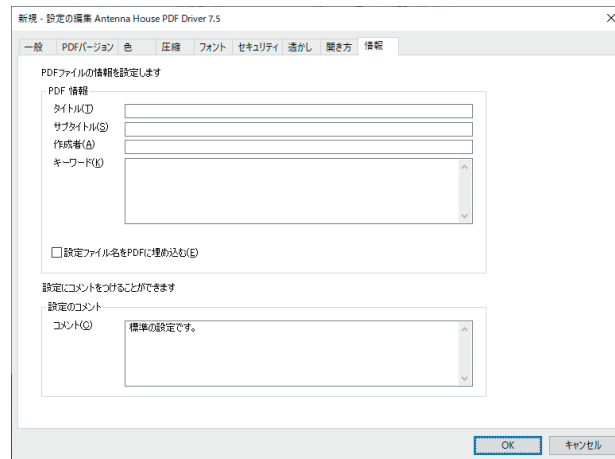 新規 - 設定の編集 Antenna House PDF Driver 7.5
一般 PDFバージョン 色 圧縮 フォント セキュリティ 透かし 開き方 情報
PDFファイルの情報を設定します
PDF 情報
タイトル(T)
サブタイトル(S)
作成者(A)
キーワード(K)
設定ファイル名をPDFに埋め込む(E)
設定にコメントをつけることができます
設定のコメント
コメント(C) 標準の設定です。
OK キャンセル